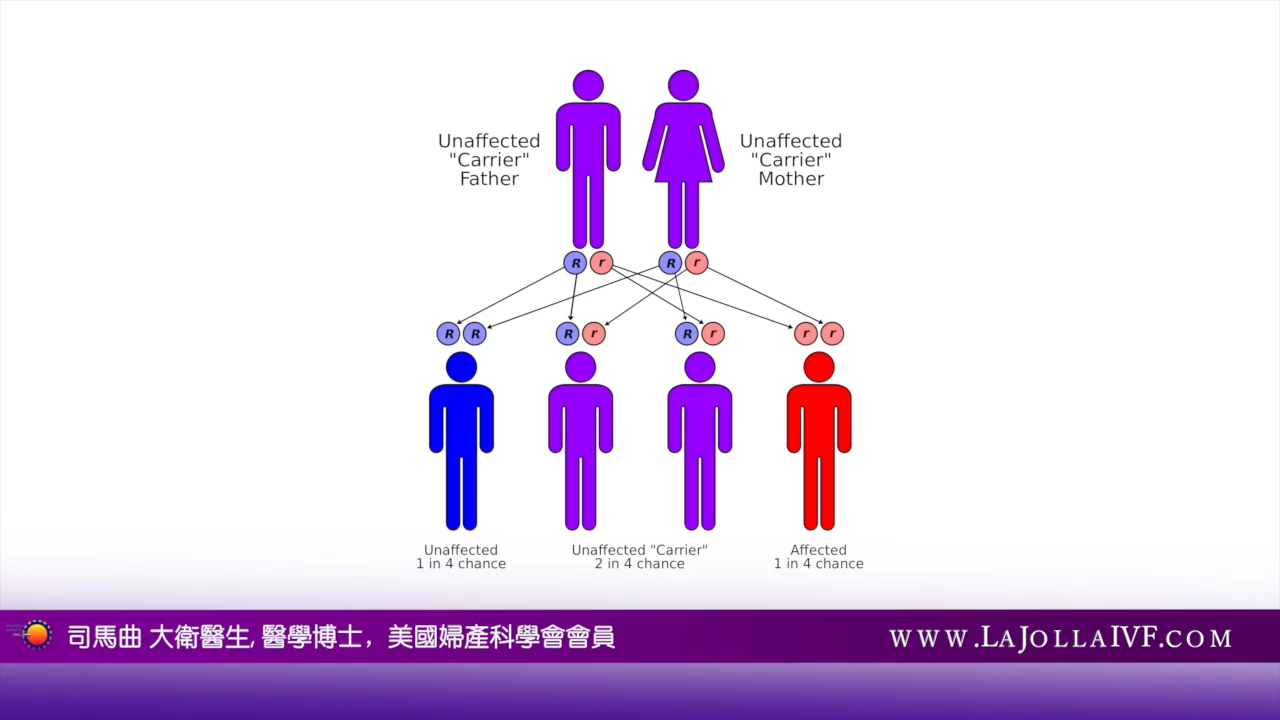 Unaffected
"Carrier"
Father
Unaffected
"Carrier"
Mother
R r R r
R R R r R r r r
Unaffected
1 in 4 chance
Unaffected "Carrier"
2 in 4 chance
Affected
1 in 4 chance
司馬曲 大衛醫生, 醫學博士，美國婦產科學會會員
WWW.LAJOLLAIVF.COM